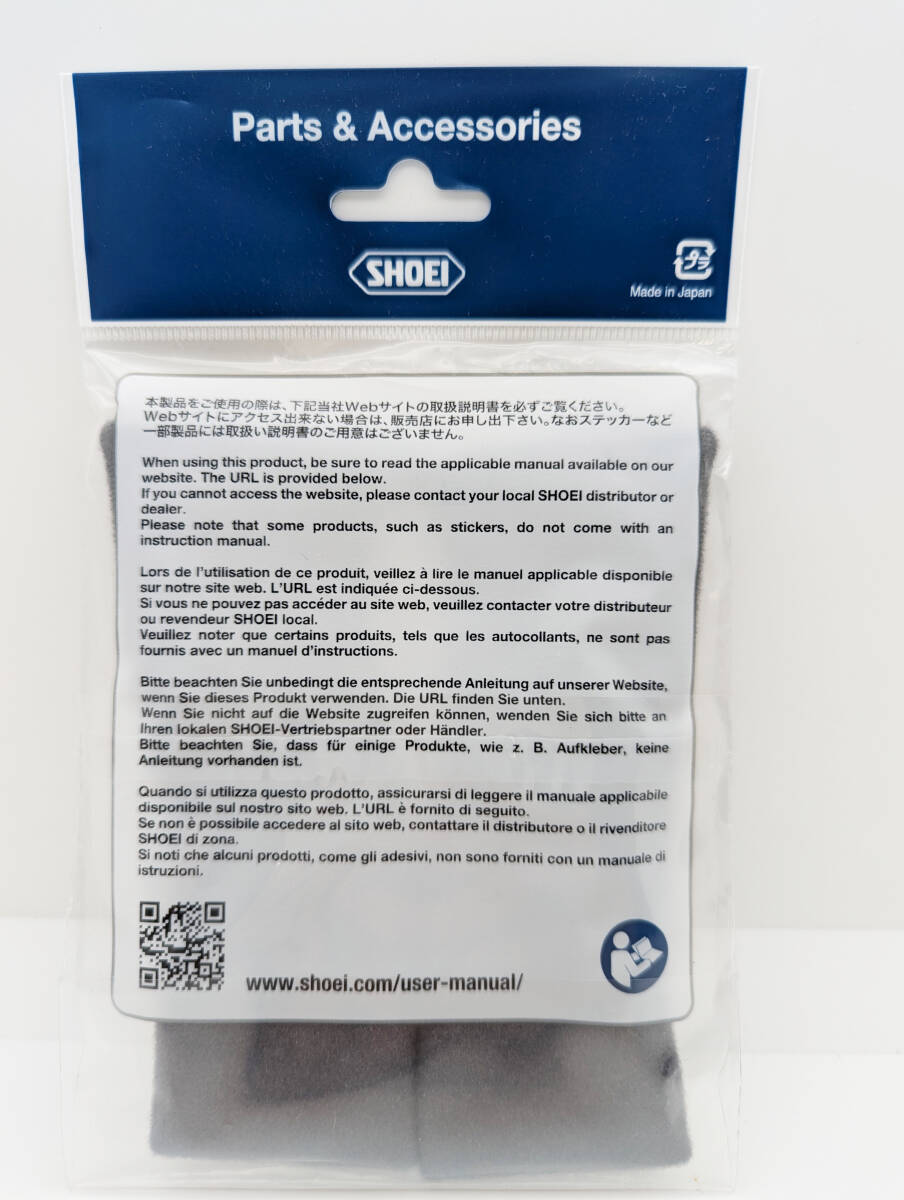 Parts & Accessories
SHOEI
プラ
Made in Japan
本製品をご使用の際は、下記当社Webサイトの取扱説明書を必ずご覧ください。
Webサイトにアクセス出来ない場合は、販売店にお申し出下さい。なおステッカーなど
一部製品には取扱い説明書のご用意はございません。
When using this product, be sure to read the applicable manual available on our
website. The URL is provided below.
If you cannot access the website, please contact your local SHOEI distributor or
dealer.
Please note that some products, such as stickers, do not come with an
instruction manual.
Lors de l'utilisation de ce produit, veillez à lire le manuel applicable disponible
sur notre site web. L'URL est indiquée ci-dessous.
Si vous ne pouvez pas accéder au site web, veuillez contacter votre distributeur
ou revendeur SHOEI local.
Veuillez noter que certains produits, tels que les autocollants, ne sont pas
fournis avec un manuel d'instructions.
Bitte beachten Sie unbedingt die entsprechende Anleitung auf unserer Website,
wenn Sie dieses Produkt verwenden. Die URL finden Sie unten.
Wenn Sie nicht auf die Website zugreifen können, wenden Sie sich bitte an
Ihren lokalen SHOEI-Vertriebspartner oder Händler.
Bitte beachten Sie, dass für einige Produkte, wie z. B. Aufkleber, keine
Anleitung vorhanden ist.
Quando si utilizza questo prodotto, assicurarsi di leggere il manuale applicabile
disponibile sul nostro sito web. L'URL è fornito di seguito.
Se non è possibile accedere al sito web, contattare il distributore o il rivenditore
SHOEI di zona.
Si noti che alcuni prodotti, come gli adesivi, non sono forniti con un manuale di
istruzioni.
www.shoei.com/user-manual/